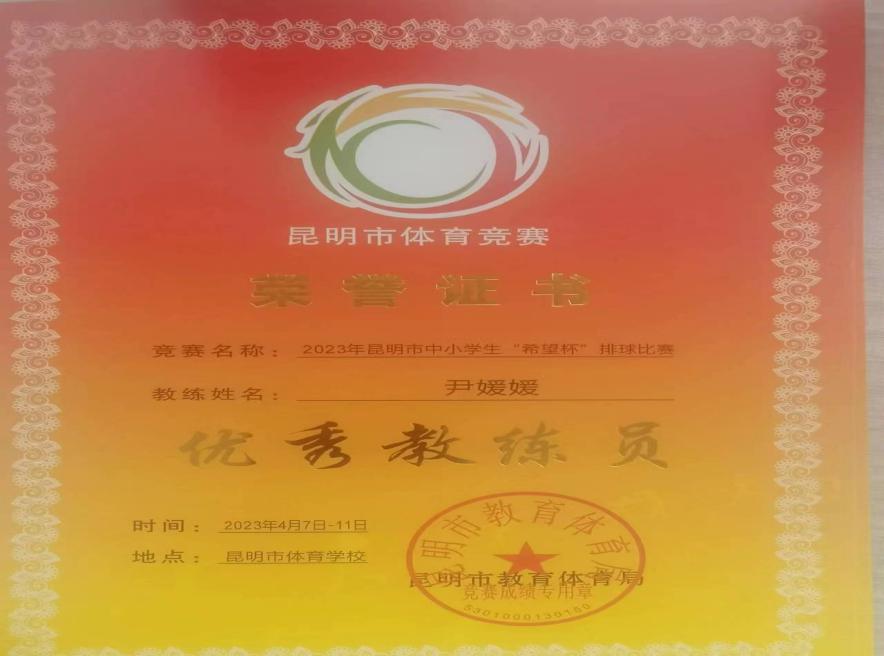 昆明市体育竞赛
荣誉证书
竞赛名称：2023年昆明市中小学生“希望杯”排球比赛
教练姓名：尹媛媛
优秀教练员
时间：2023年4月7日-11日
地点：昆明市体育学校
昆明市教育体育局
昆明市教育体育局
竞赛成绩专用章
5301000130180